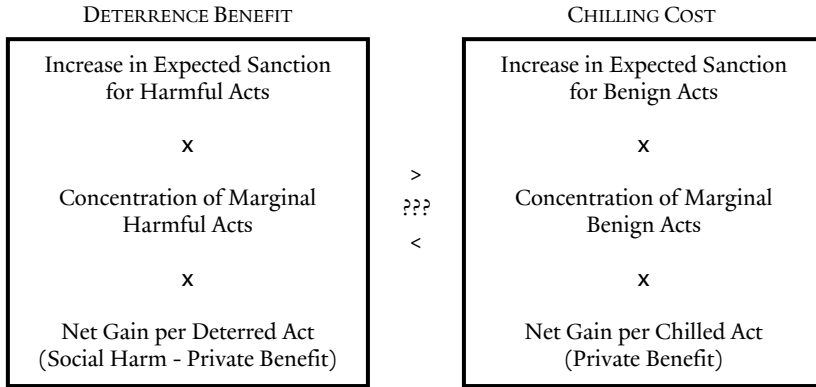 DETERRENCE BENEFIT
Increase in Expected Sanction
for Harmful Acts
x
Concentration of Marginal
Harmful Acts
x
Net Gain per Deterred Act
(Social Harm - Private Benefit)
>
???
<
CHILLING COST
Increase in Expected Sanction
for Benign Acts
x
Concentration of Marginal
Benign Acts
x
Net Gain per Chilled Act
(Private Benefit)